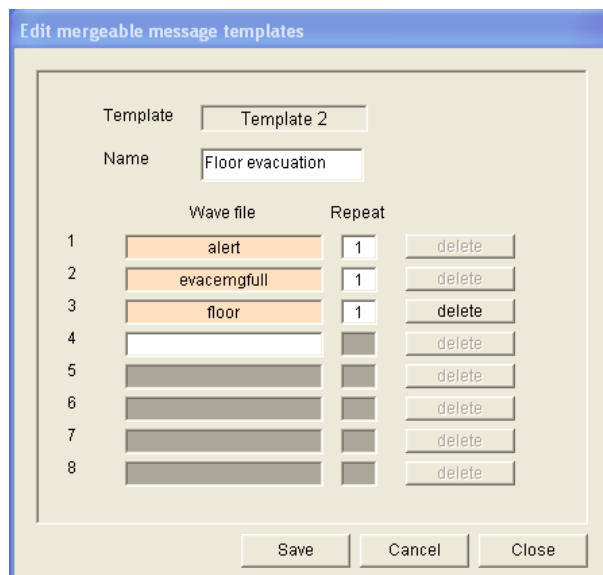 Edit mergeable message templates
Template Template 2
Name Floor evacuation
Wave file Repeat
1 alert 1 delete
2 evacemgfull 1 delete
3 floor 1 delete
4 delete
5 delete
6 delete
7 delete
8 delete
Save Cancel Close